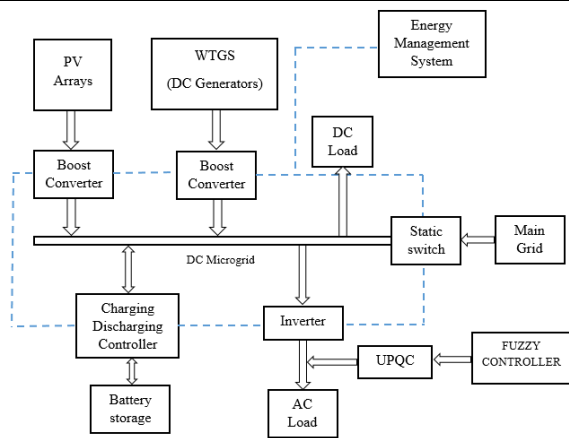 Energy
Management
System
PV
Arrays
WTGS
(DC Generators)
DC
Load
Boost
Converter
Boost
Converter
Static
switch
Main
Grid
DC Microgrid
Charging
Discharging
Controller
Inverter
UPQC
FUZZY
CONTROLLER
Battery
storage
AC
Load